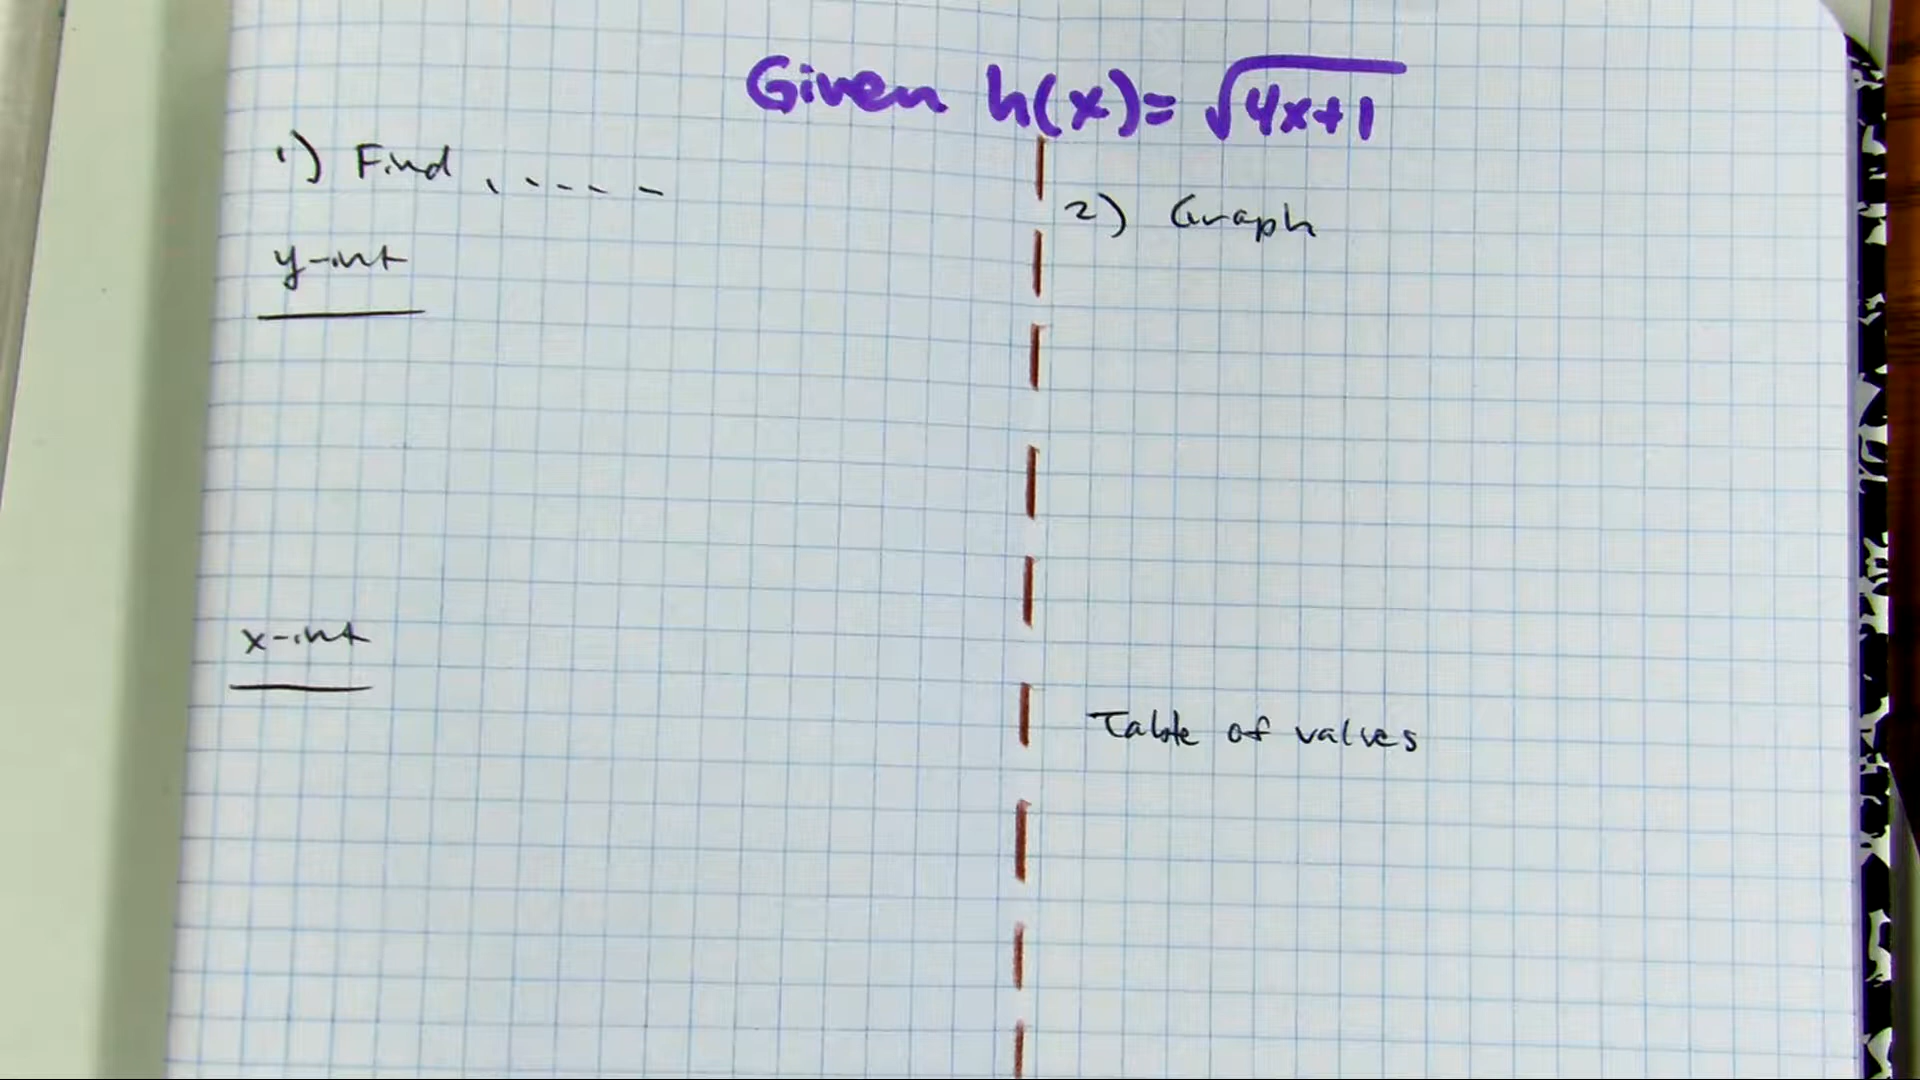 Given h(x)= √4x+1
1) Find . - - - -
y-int
x-int
2) Graph
Table of values